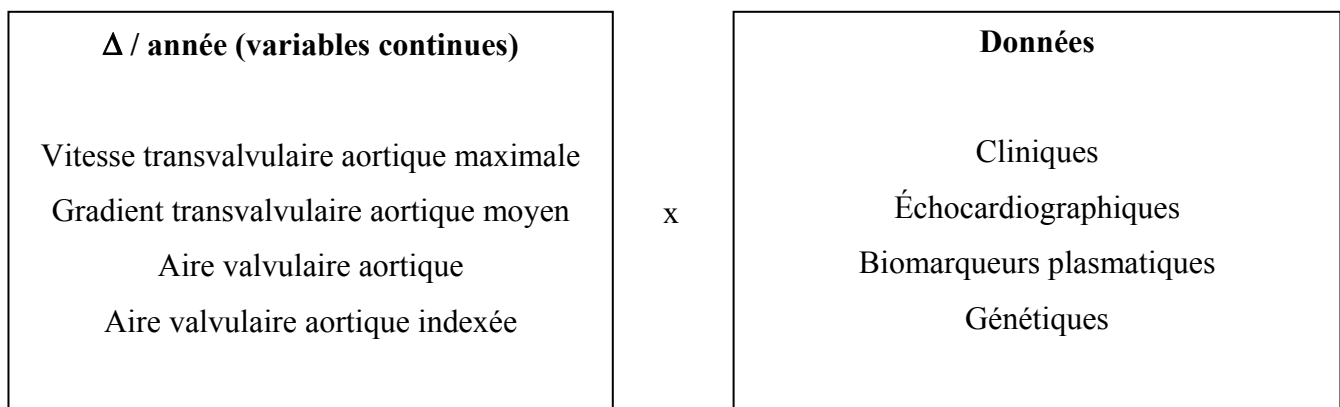 Δ / année (variables continues)
Vitesse transvalvulaire aortique maximale
Gradient transvalvulaire aortique moyen
Aire valvulaire aortique
Aire valvulaire aortique indexée
x
Données
Cliniques
Échocardiographiques
Biomarqueurs plasmatiques
Génétiques